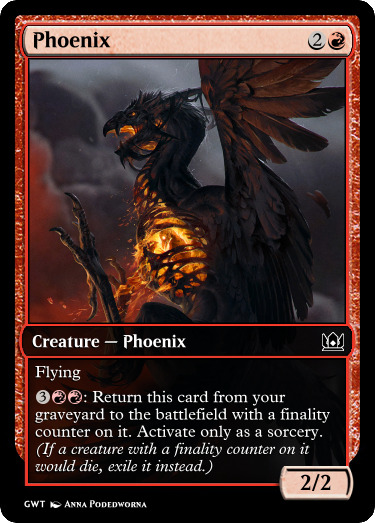 Phoenix 2
Creature — Phoenix
Flying
3: Return this card from your
graveyard to the battlefield with a finality
counter on it. Activate only as a sorcery.
(If a creature with a finality counter on it
would die, exile it instead.)
2/2
GWT Anna Podedworna